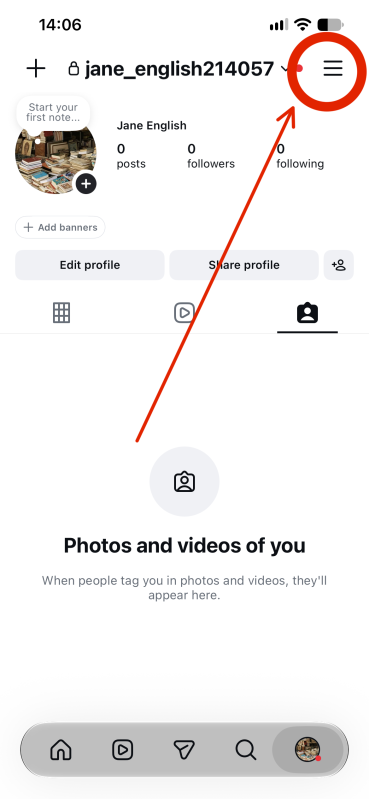 14:06
jane_english214057
Start your
first note...
Jane English
0
posts
0
followers
0
following
Add banners
Edit profile
Share profile
Photos and videos of you
When people tag you in photos and videos, they'll
appear here.